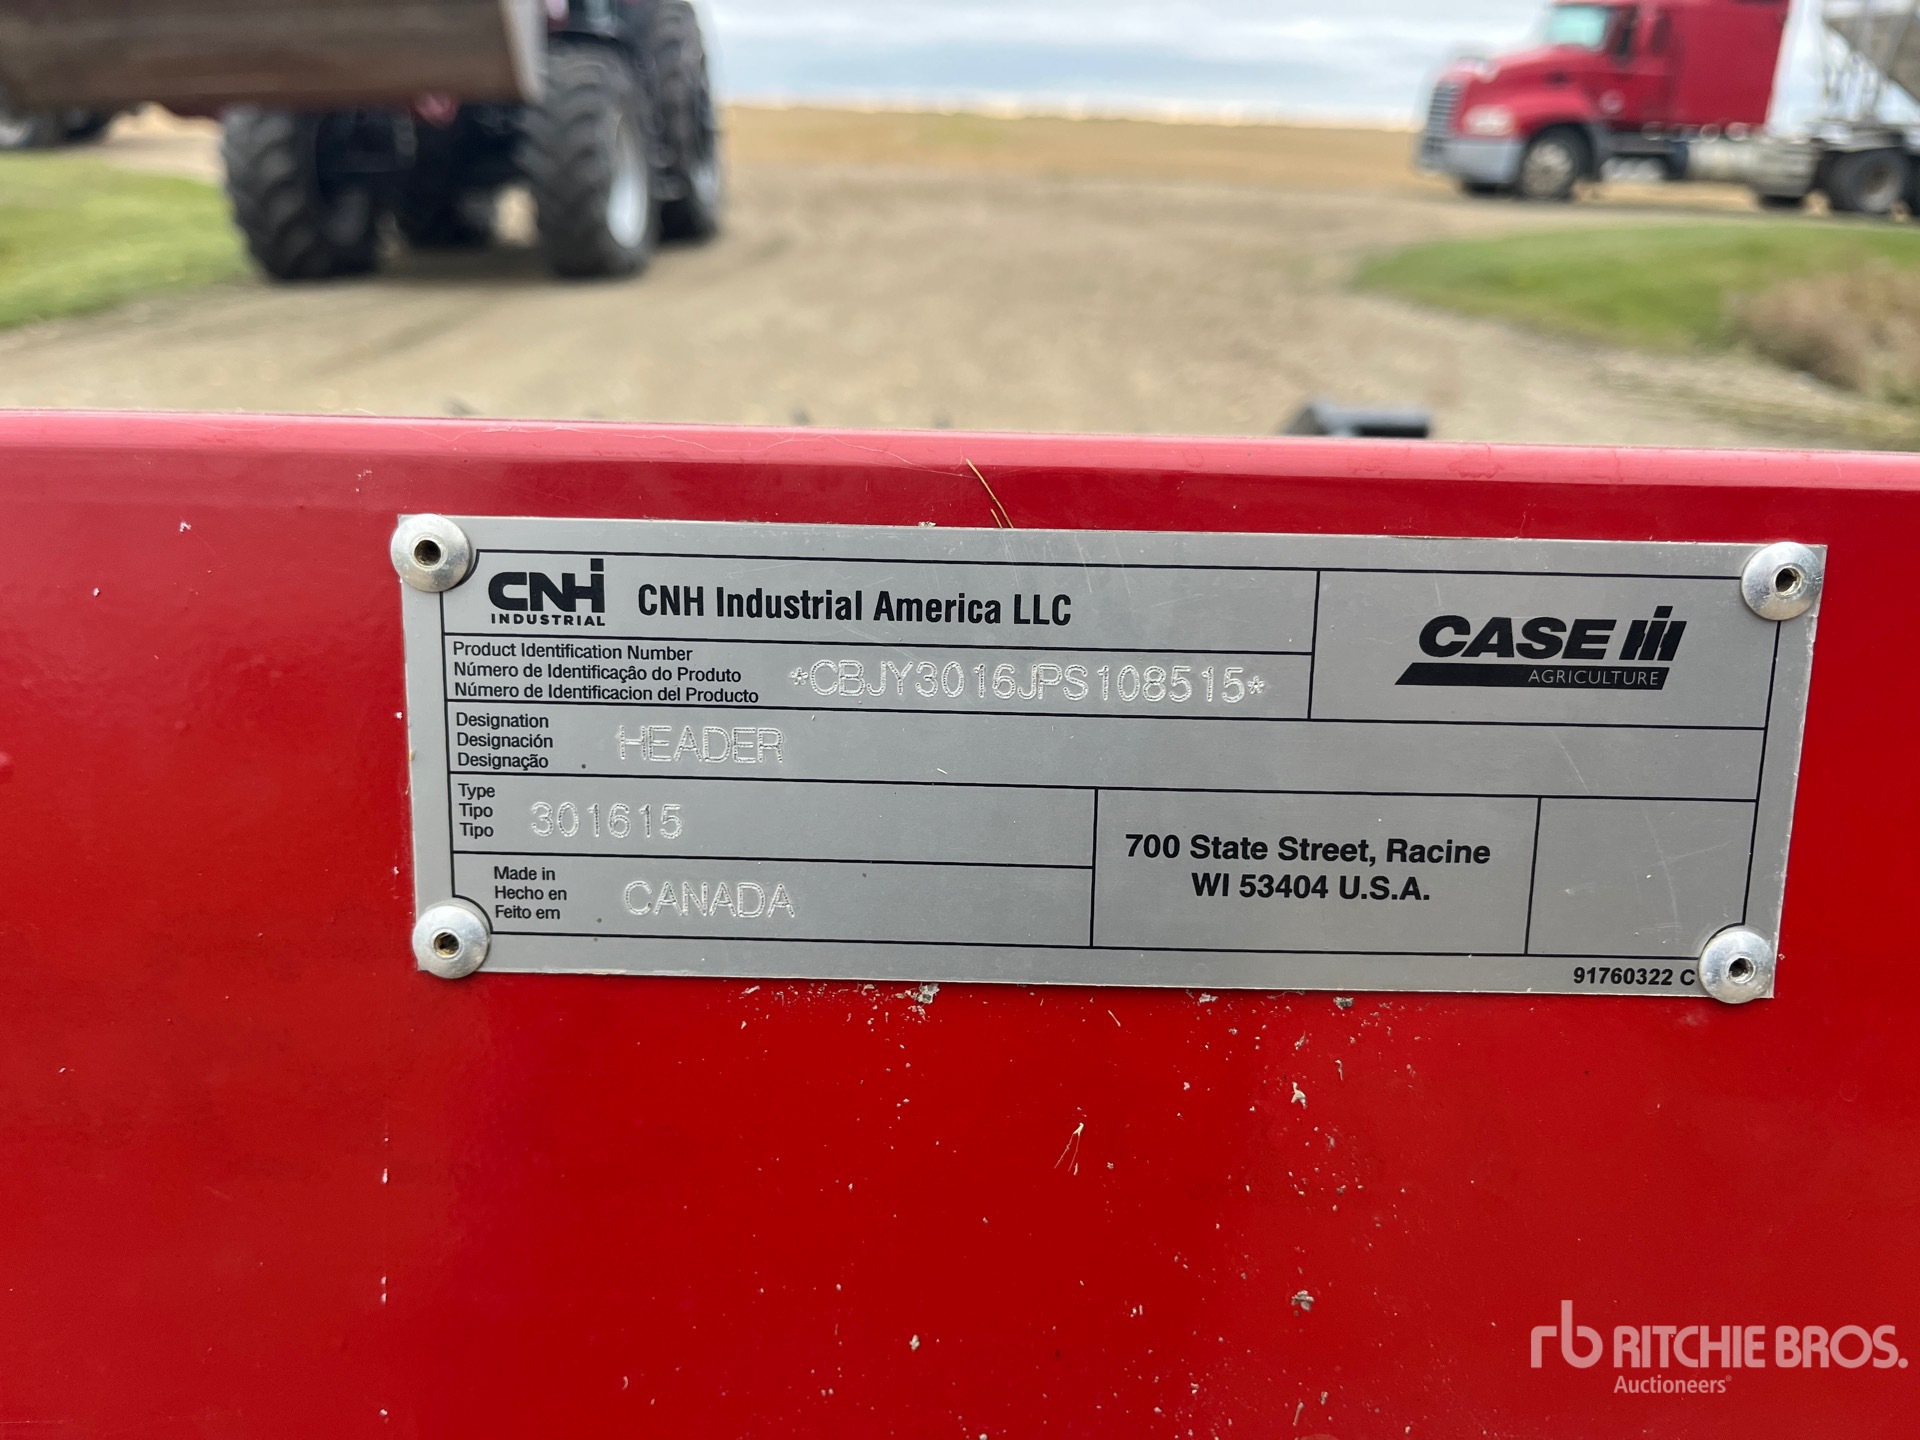 CNH
INDUSTRIAL
CNH Industrial America LLC
CASE IH
AGRICULTURE
Product Identification Number
Número de Identificação do Produto
Número de Identificacion del Producto
*CBJY3016JPS108515*
Designation
Designación
Designação
HEADER
Type
Tipo
Tipo
301615
Made in
Hecho en
Feito em
CANADA
700 State Street, Racine
WI 53404 U.S.A.
91760322 C
rb RITCHIE BROS.
Auctioneers